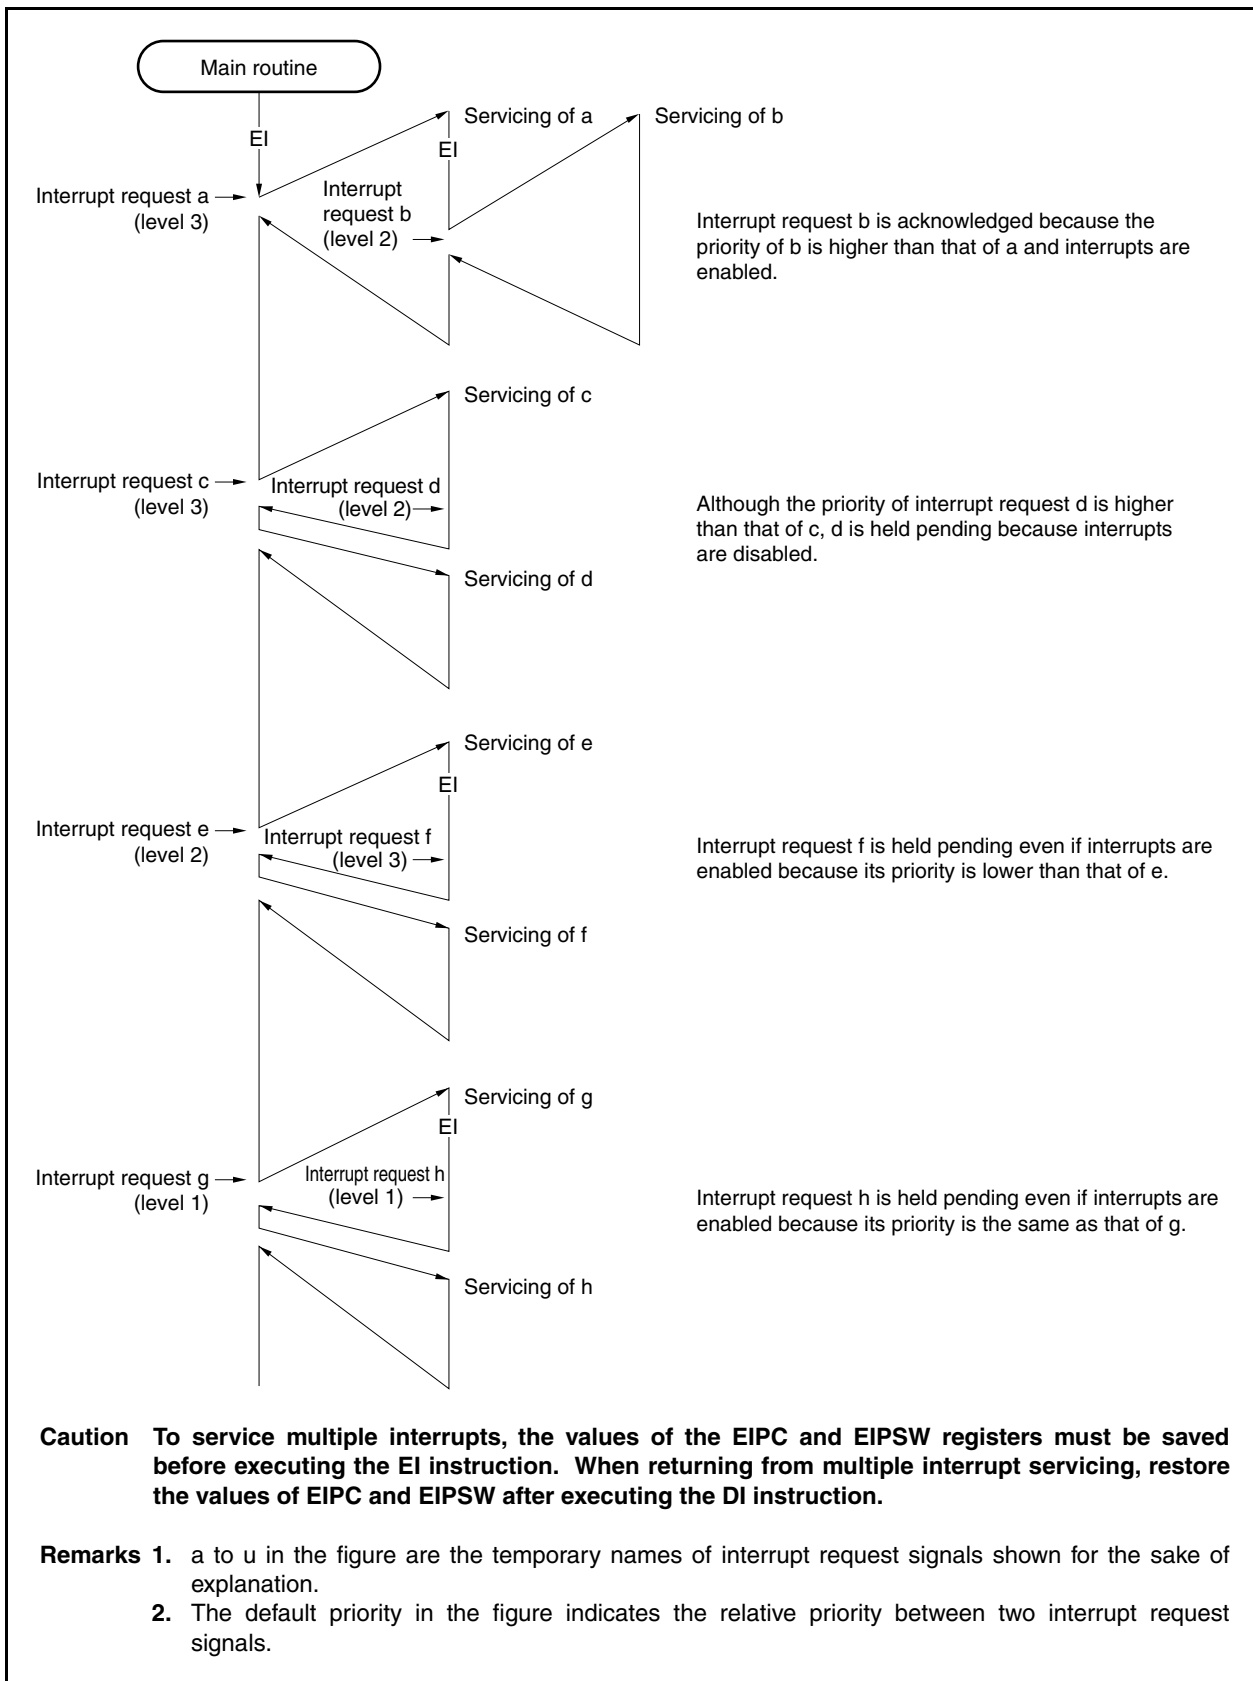 Main routine
EI
Servicing of a
EI
Servicing of b
Interrupt request a
(level 3)
Interrupt
request b
(level 2)
Interrupt request b is acknowledged because the
priority of b is higher than that of a and interrupts are
enabled.
Servicing of c
Interrupt request c
(level 3)
Interrupt request d
(level 2)
Although the priority of interrupt request d is higher
than that of c, d is held pending because interrupts
are disabled.
Servicing of d
Servicing of e
EI
Interrupt request e
(level 2)
Interrupt request f
(level 3)
Interrupt request f is held pending even if interrupts are
enabled because its priority is lower than that of e.
Servicing of f
Servicing of g
EI
Interrupt request g
(level 1)
Interrupt request h
(level 1)
Interrupt request h is held pending even if interrupts are
enabled because its priority is the same as that of g.
Servicing of h
Caution To service multiple interrupts, the values of the EIPC and EIPSW registers must be saved
before executing the EI instruction. When returning from multiple interrupt servicing, restore
the values of EIPC and EIPSW after executing the DI instruction.
Remarks 1. a to u in the figure are the temporary names of interrupt request signals shown for the sake of
explanation.
2. The default priority in the figure indicates the relative priority between two interrupt request
signals.